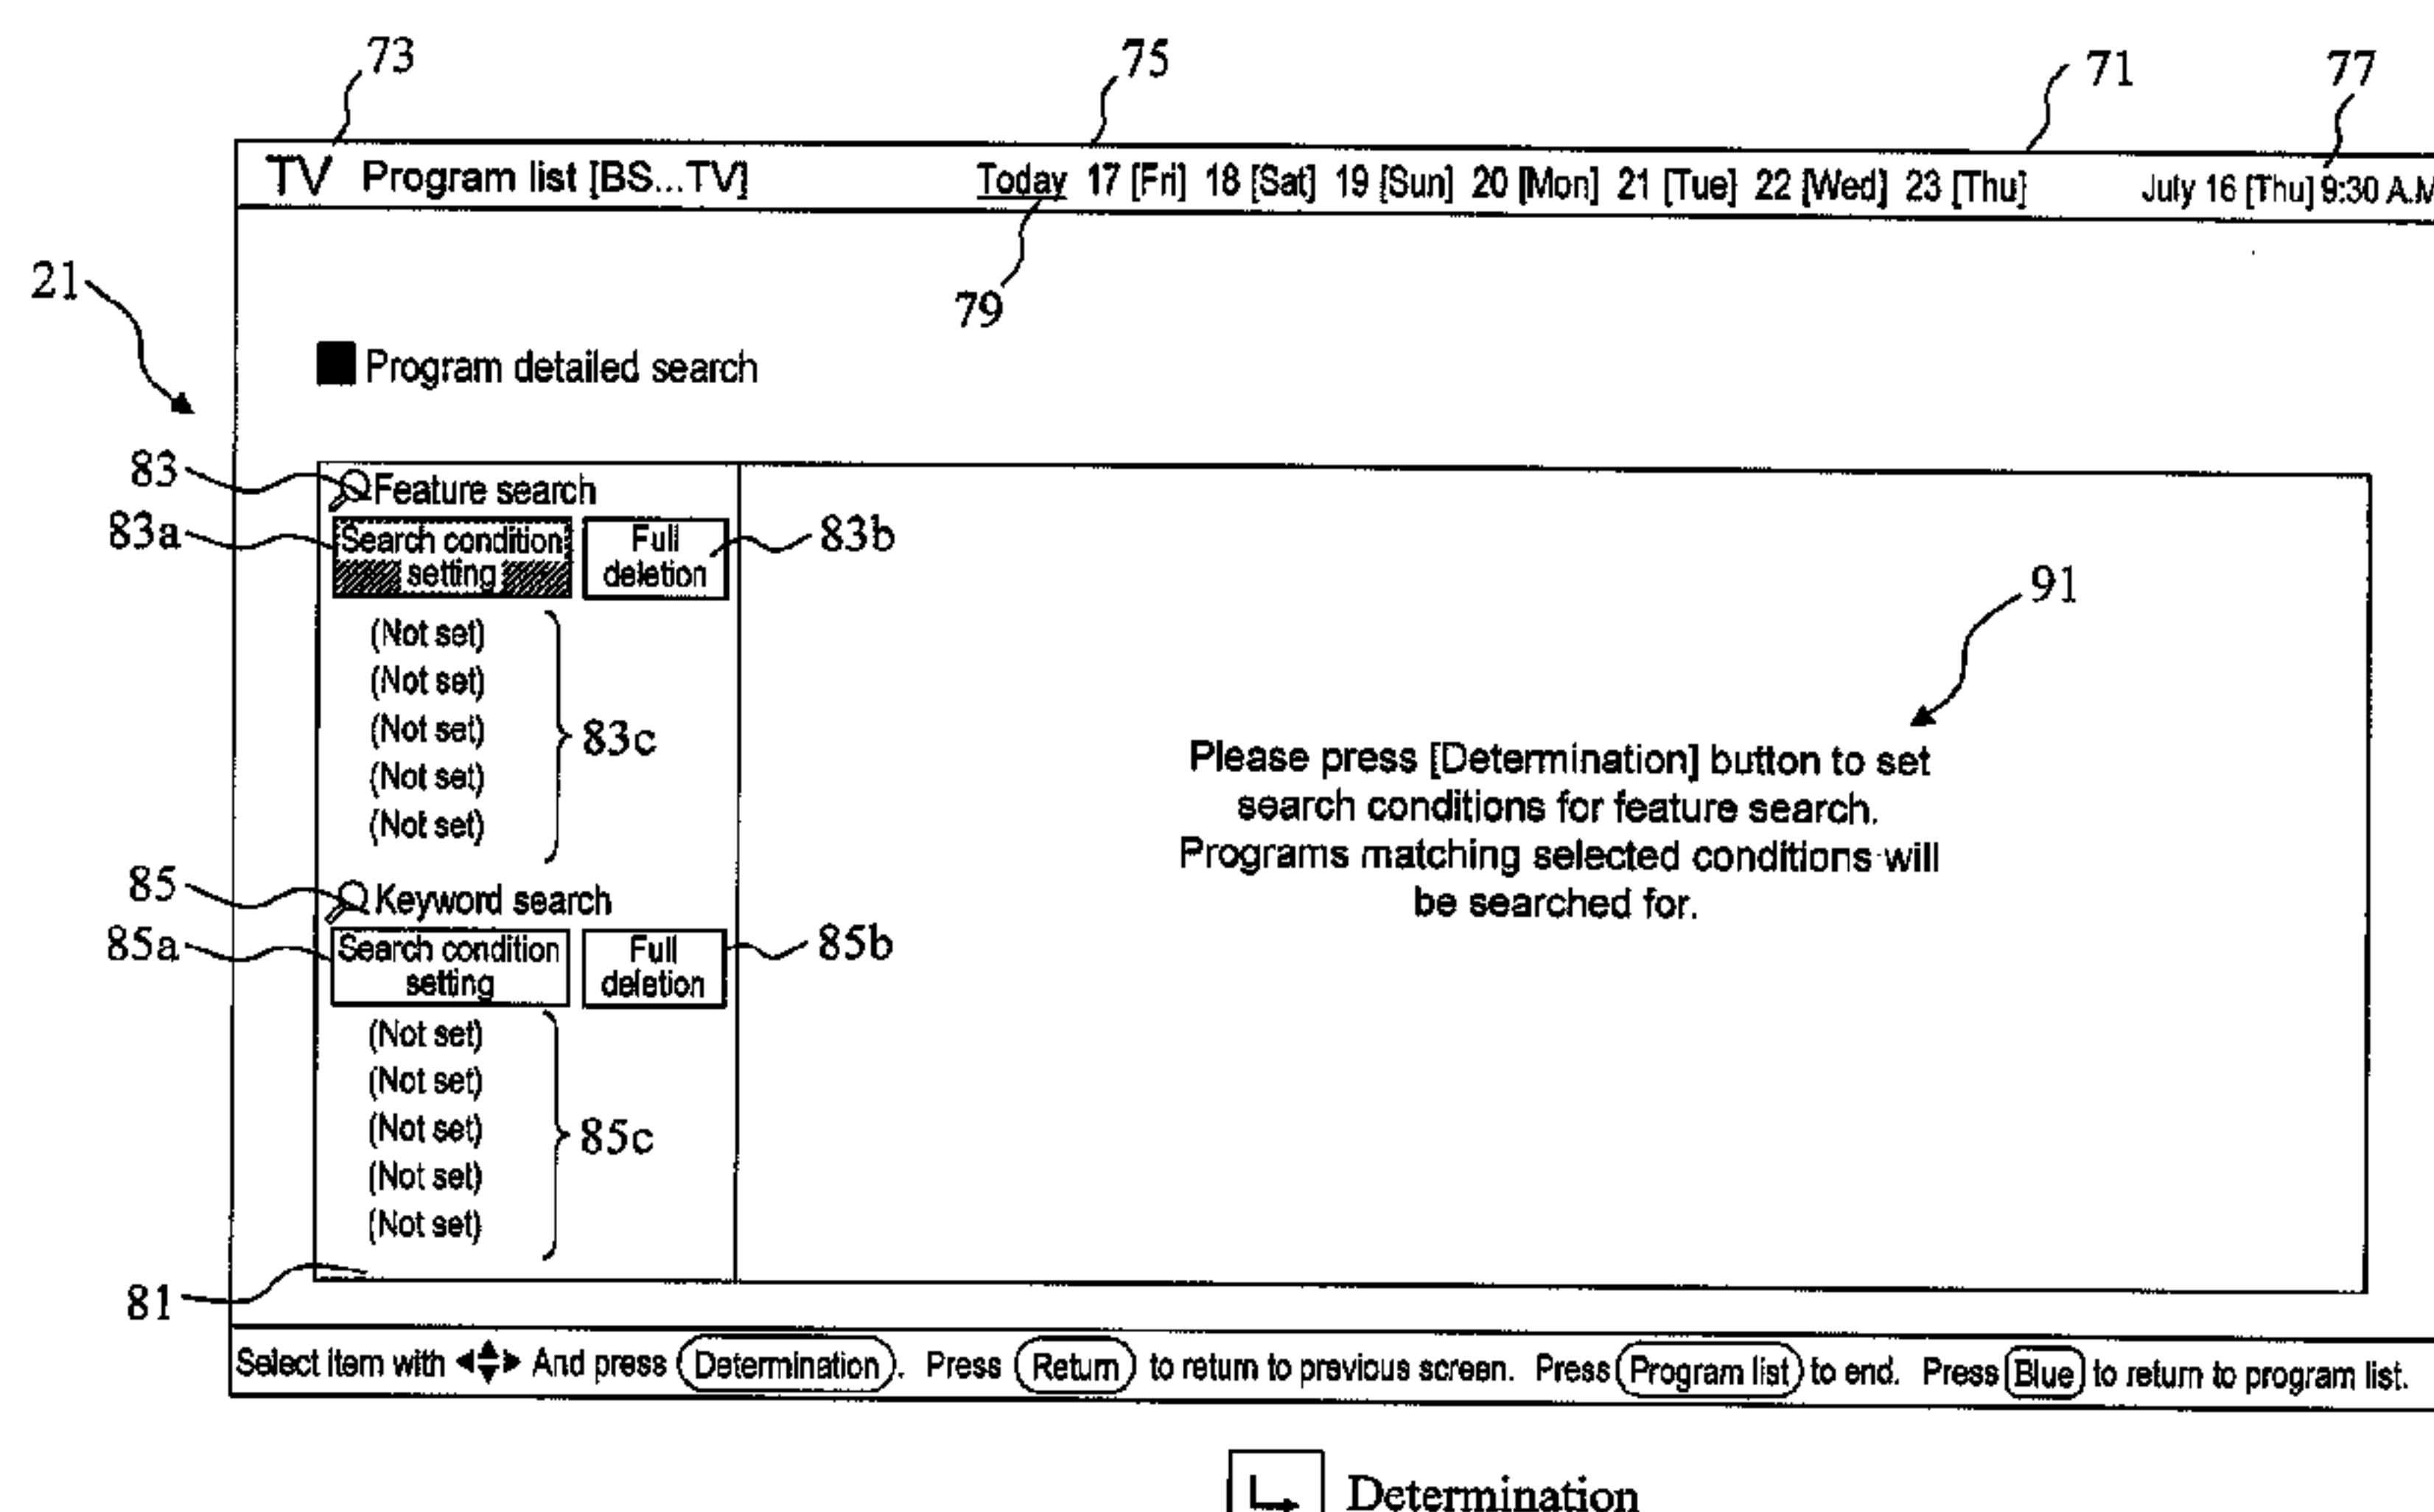 73 75 71 77
TV Program list [BS...TV] Today 17 [Fri] 18 [Sat] 19 [Sun] 20 [Mon] 21 [Tue] 22 [Wed] 23 [Thu] July 16 [Thu] 9:30 A.M
21
79
Program detailed search
83 Feature search
83a Search condition setting
Full deletion 83b
(Not set)
(Not set)
(Not set)
(Not set)
(Not set)
83c
85 Keyword search
85a Search condition setting
Full deletion 85b
(Not set)
(Not set)
(Not set)
(Not set)
(Not set)
85c
81
91
Please press [Determination] button to set
search conditions for feature search.
Programs matching selected conditions will
be searched for.
Select item with And press Determination. Press Return to return to previous screen. Press Program list to end. Press Blue to return to program list.
Determination